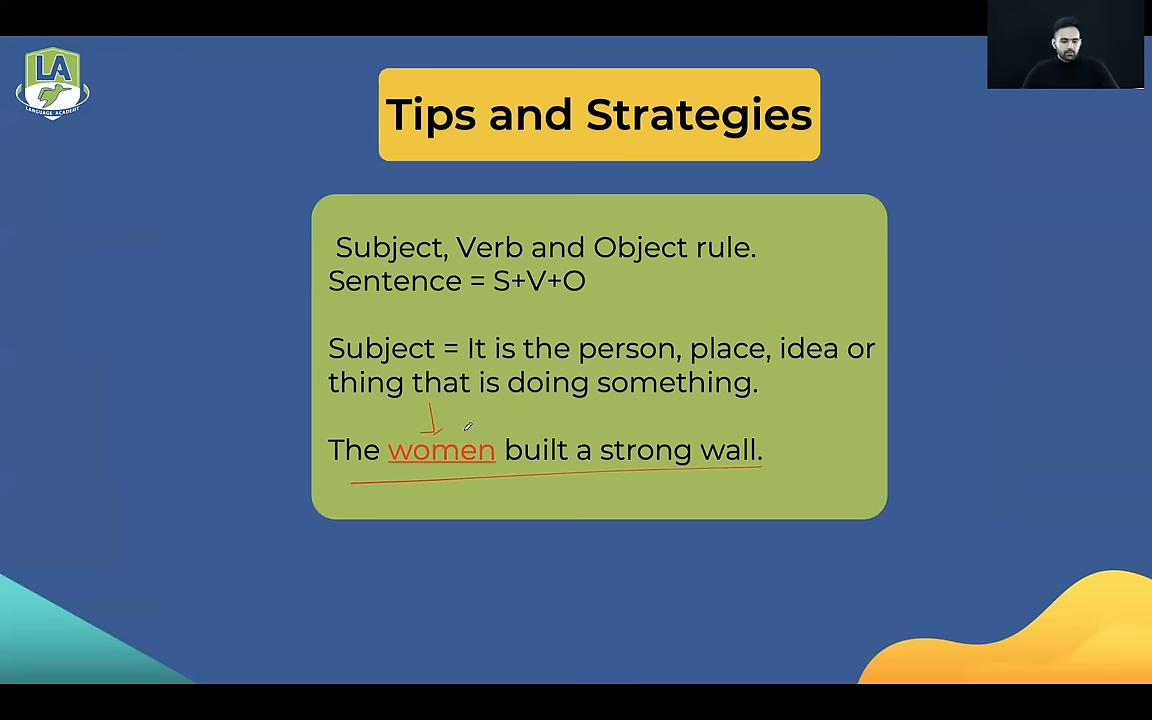 LA
LANGUAGE ACADEMY
Tips and Strategies
Subject, Verb and Object rule.
Sentence = S+V+O
Subject = It is the person, place, idea or
thing that is doing something.
The women built a strong wall.